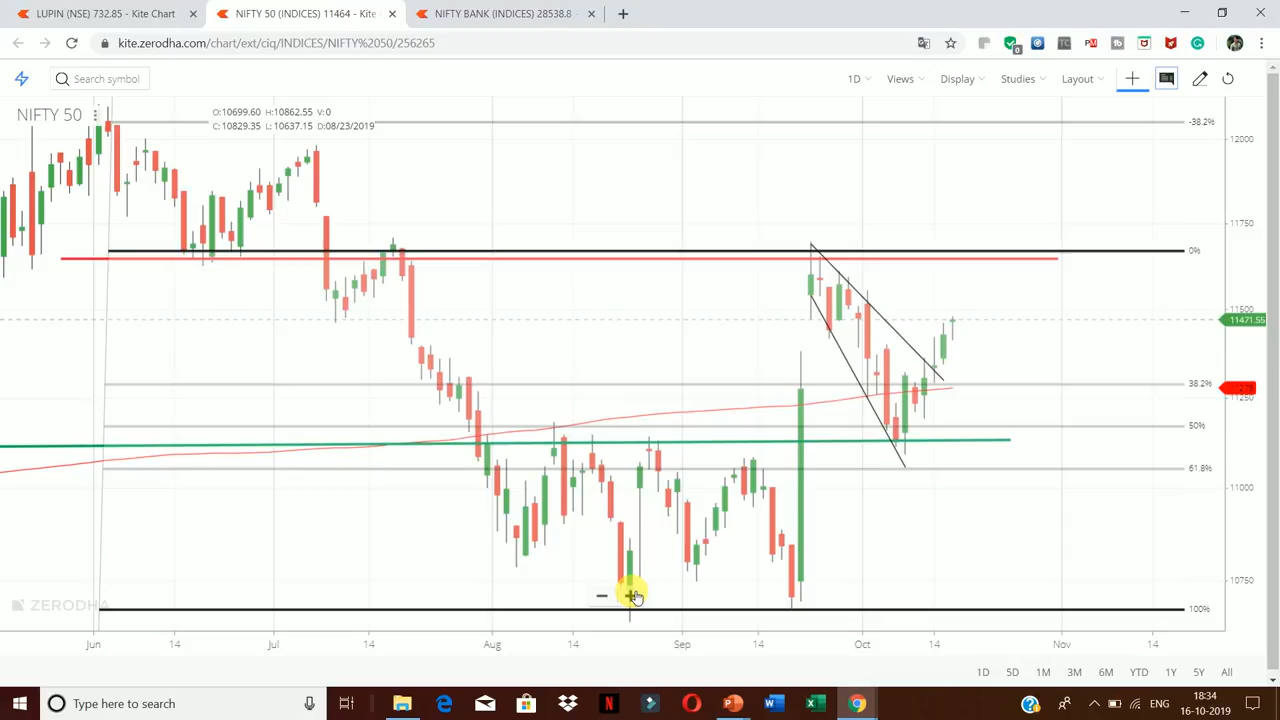 LUPIN (NSE) 732.85 - Kite Chart
NIFTY 50 (INDICES) 11464 - Kite
NIFTY BANK (INDICES) 28538.8 -
kite.zerodha.com/chart/ext/ciq/INDICES/NIFTY%2050/256265
0
TC
PM
Search symbol
1D
Views
Display
Studies
Layout
NIFTY 50
O:10699.60 H:10862.55 V:0
C:10829.35 L:10637.15 D:08/23/2019
-38.2%
0%
38.2%
50%
61.8%
100%
12000
11750
11500
11471.55
11250
11000
10750
ZERODHA
Jun
14
Jul
14
Aug
14
Sep
14
Oct
14
Nov
14
1D
5D
1M
3M
6M
YTD
1Y
5Y
All
Type here to search
ENG
18:34
16-10-2019